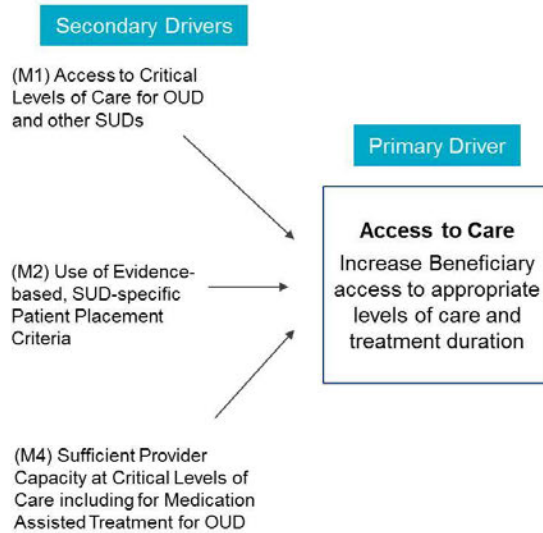 Secondary Drivers
(M1) Access to Critical
Levels of Care for OUD
and other SUDs
Primary Driver
Access to Care
Increase Beneficiary
access to appropriate
levels of care and
treatment duration
(M2) Use of Evidence-
based, SUD-specific
Patient Placement
Criteria
(M4) Sufficient Provider
Capacity at Critical Levels of
Care including for Medication
Assisted Treatment for OUD